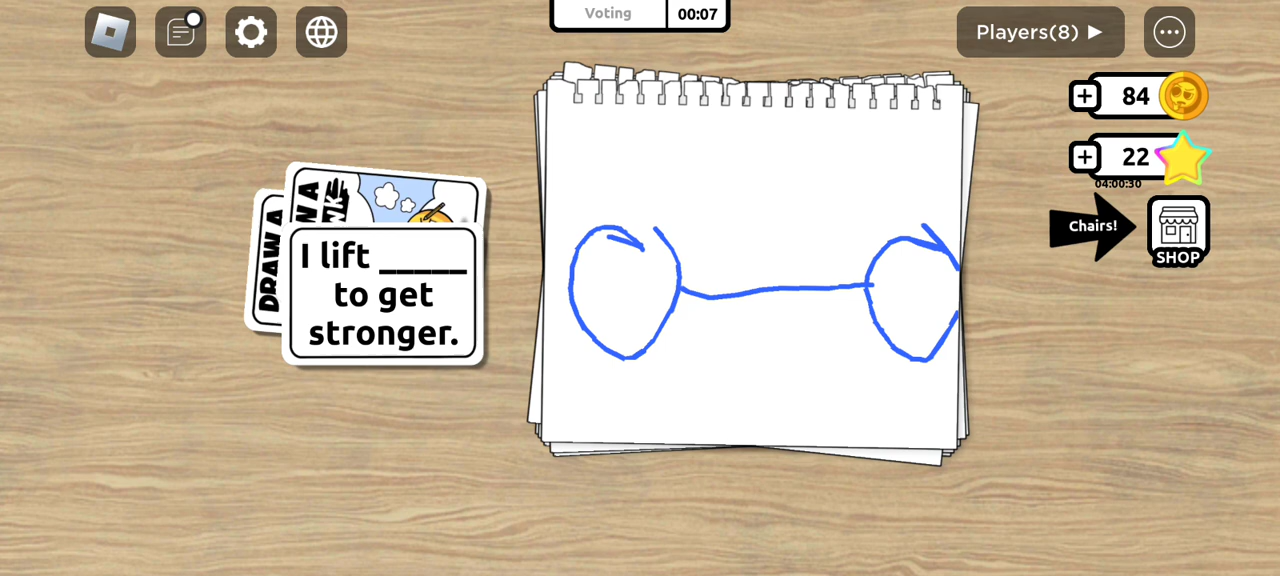 Voting
00:07
Players(8) ▶
+ 84
+ 22
04:00:30
Chairs!
SHOP
DRAW A
I lift _____
to get
stronger.